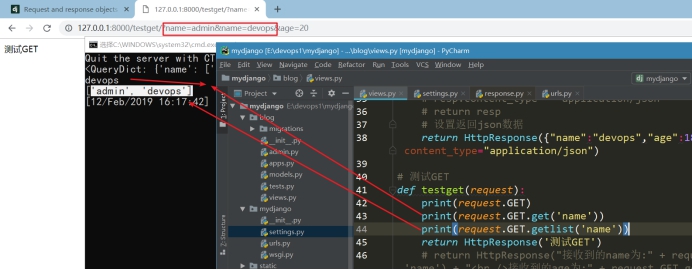 Request and response objects
127.0.0.1:8000/testget/?name=a
127.0.0.1:8000/testget/?name=admin&name=devops&age=20
测试GET
选择C:\WINDOWS\system32\cmd.exe
Quit the server with CT
<QueryDict: {'name': ['
devops
['admin', 'devops']
[12/Feb/2019 16:17:42]
mydjango [E:\devops1\mydjango] - ...\blog\views.py - PyCharm
File Edit View Navigate Code Refactor Run Tools VCS Window Help
mydjango
blog
views.py
mydjango
Project
views.py
settings.py
response.py
urls.py
1: Project
2: Structure
mydjango E:\devops1\mydjango
blog
migrations
__init__.py
admin.py
apps.py
models.py
tests.py
views.py
mydjango
__init__.py
settings.py
urls.py
wsgi.py
static
36 # return resp
37 # 设置返回json数据
38 return HttpResponse({"name":"devops","age":18
content_type="application/json")
39
40 # 测试GET
41 def testget(request):
42 print(request.GET)
43 print(request.GET.get('name'))
44 print(request.GET.getlist('name'))
45 return HttpResponse('测试GET')
46 # return HttpResponse("接收到的name为:" + requ